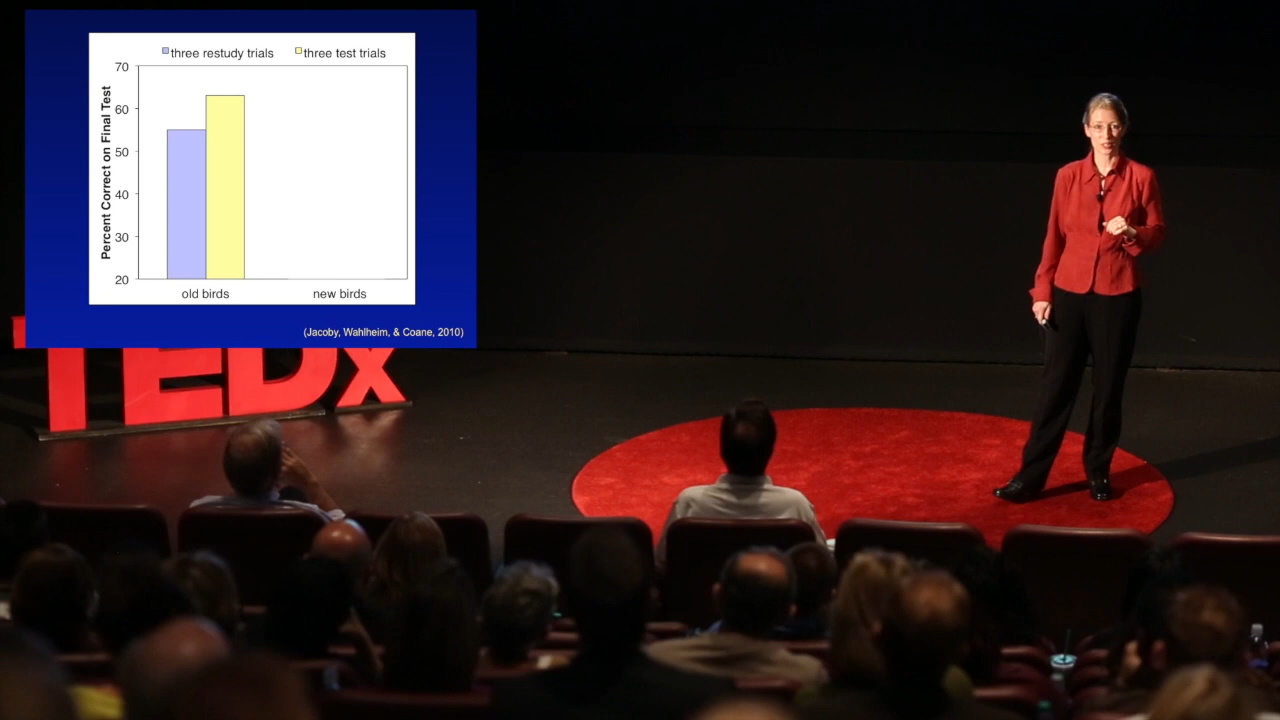 three restudy trials three test trials
70
60
50
40
30
20
Percent Correct on Final Test
old birds new birds
(Jacoby, Wahlheim, & Coane, 2010)
TEDx